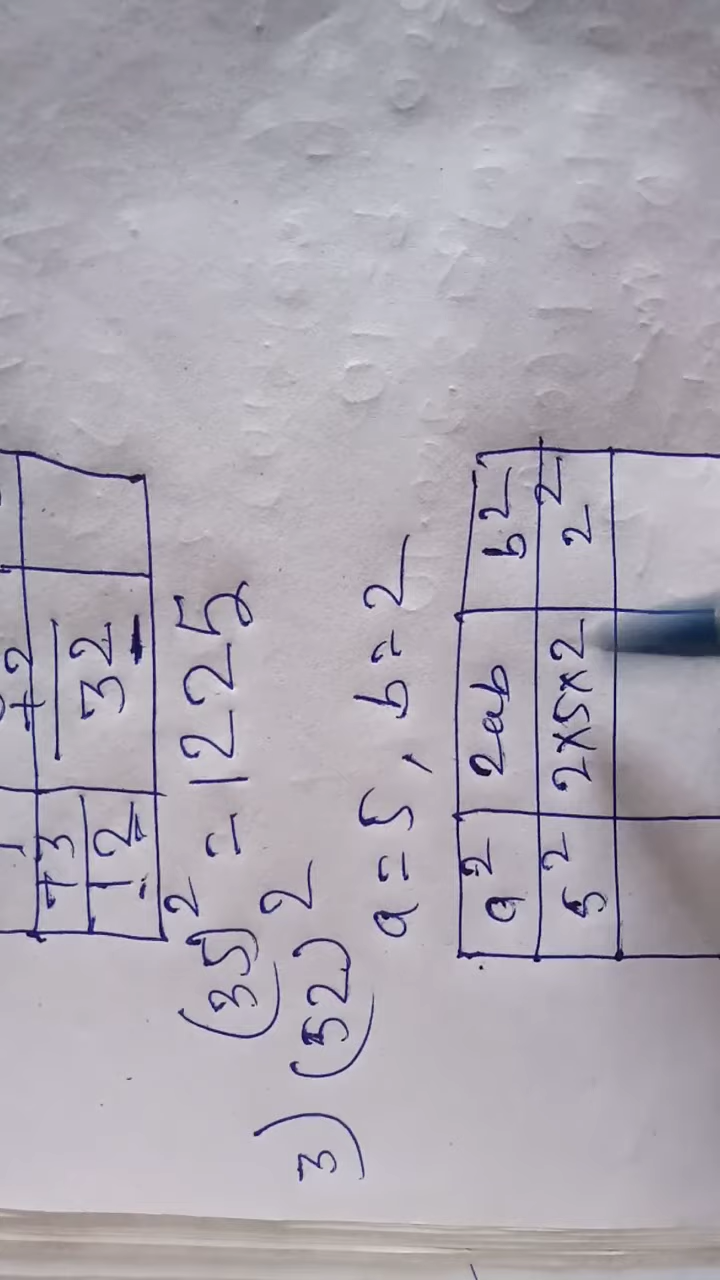 +2
+3 32
12
(35)² = 1225
3) (52)²
a = 5, b = 2
a² 2ab b²
5² 2×5×2 2²